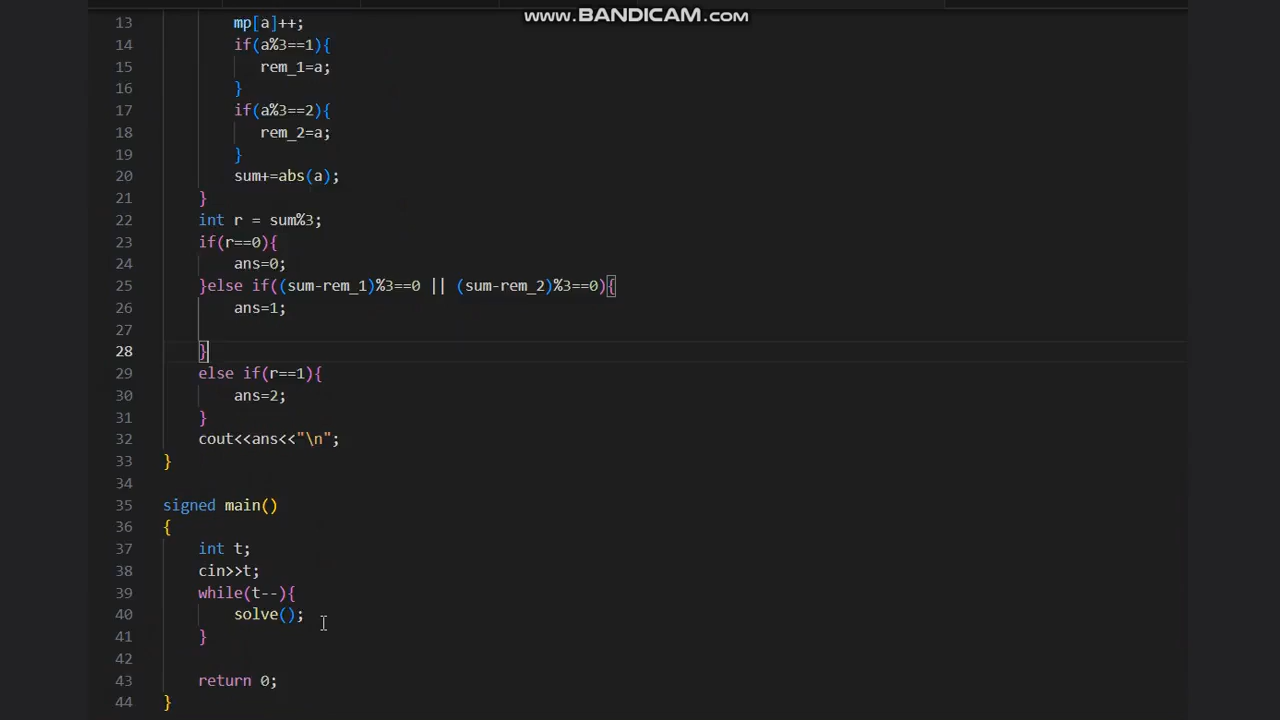 www.BANDICAM.com
13 mp[a]++;
14 if(a%3==1){
15 rem_1=a;
16 }
17 if(a%3==2){
18 rem_2=a;
19 }
20 sum+=abs(a);
21 }
22 int r = sum%3;
23 if(r==0){
24 ans=0;
25 }else if((sum-rem_1)%3==0 || (sum-rem_2)%3==0){
26 ans=1;
27
28 }
29 else if(r==1){
30 ans=2;
31 }
32 cout<<ans<<"\n";
33 }
34
35 signed main()
36 {
37 int t;
38 cin>>t;
39 while(t--){
40 solve();
41 }
42
43 return 0;
44 }